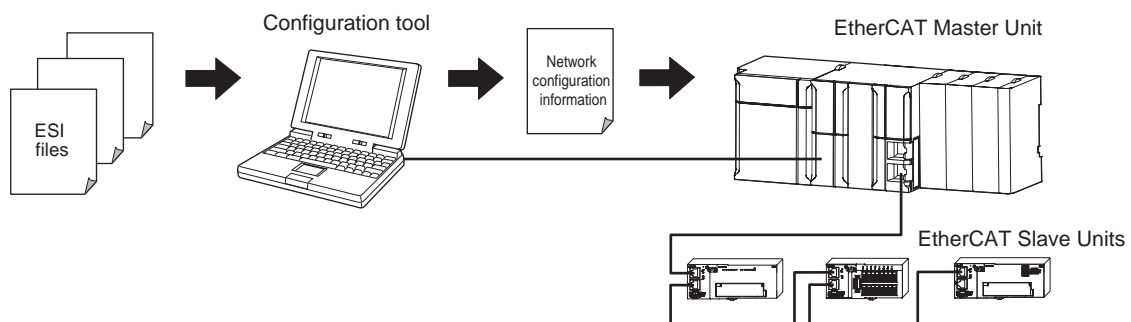 Configuration tool
EtherCAT Master Unit
Network
configuration
information
ESI
files
EtherCAT Slave Units